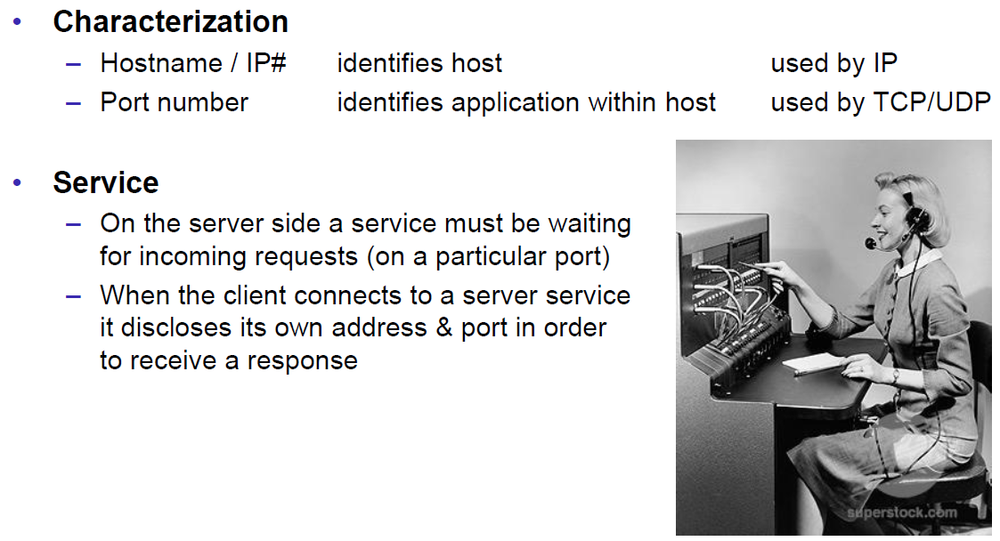 • Characterization
– Hostname / IP# identifies host used by IP
– Port number identifies application within host used by TCP/UDP
• Service
– On the server side a service must be waiting
for incoming requests (on a particular port)
– When the client connects to a server service
it discloses its own address & port in order
to receive a response
superstock.com